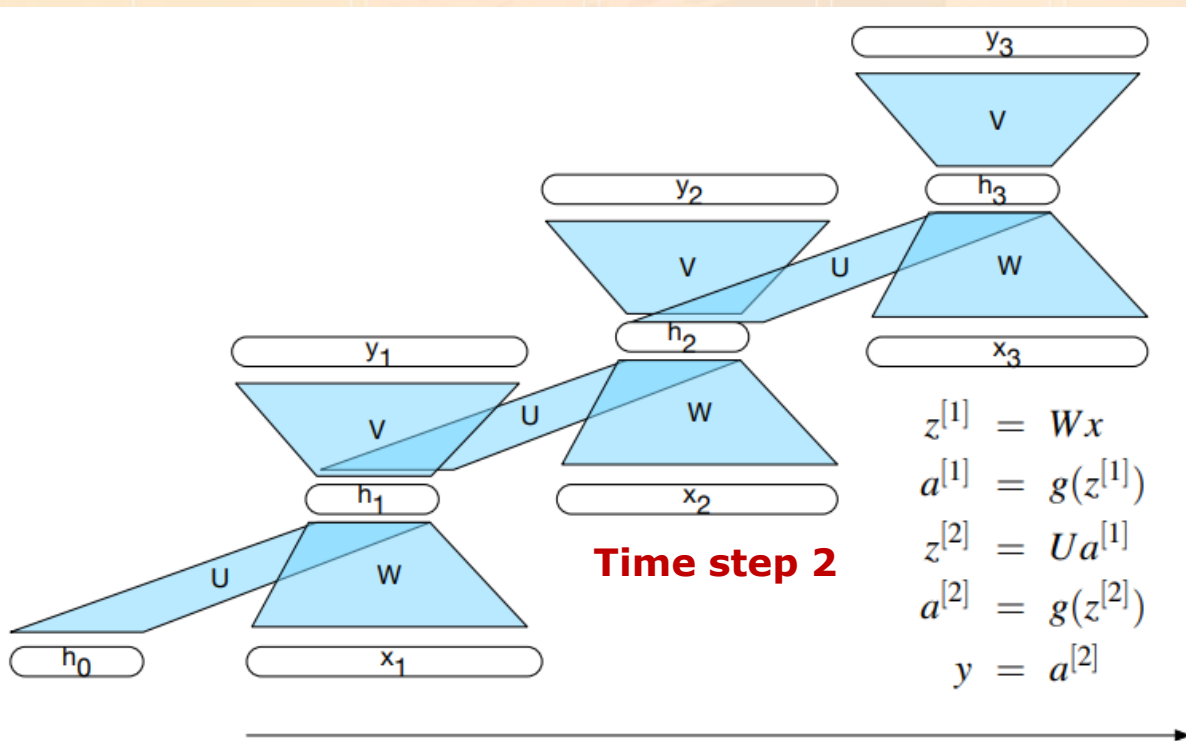 y3
V
y2
h3
V
U
W
y1
h2
x3
V
U
W
z^[1] = Wx
h1
x2
a^[1] = g(z^[1])
Time step 2
z^[2] = Ua^[1]
U
W
a^[2] = g(z^[2])
h0
x1
y = a^[2]